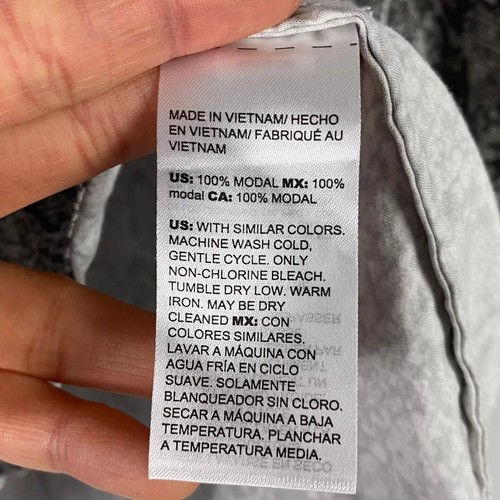 MADE IN VIETNAM/ HECHO
EN VIETNAM/ FABRIQUÉ AU
VIETNAM
US: 100% MODAL MX: 100%
modal CA: 100% MODAL
US: WITH SIMILAR COLORS.
MACHINE WASH COLD,
GENTLE CYCLE. ONLY
NON-CHLORINE BLEACH.
TUMBLE DRY LOW. WARM
IRON. MAY BE DRY
CLEANED MX: CON
COLORES SIMILARES.
LAVAR A MÁQUINA CON
AGUA FRÍA EN CICLO
SUAVE. SOLAMENTE
BLANQUEADOR SIN CLORO.
SECAR A MÁQUINA A BAJA
TEMPERATURA. PLANCHAR
A TEMPERATURA MEDIA.